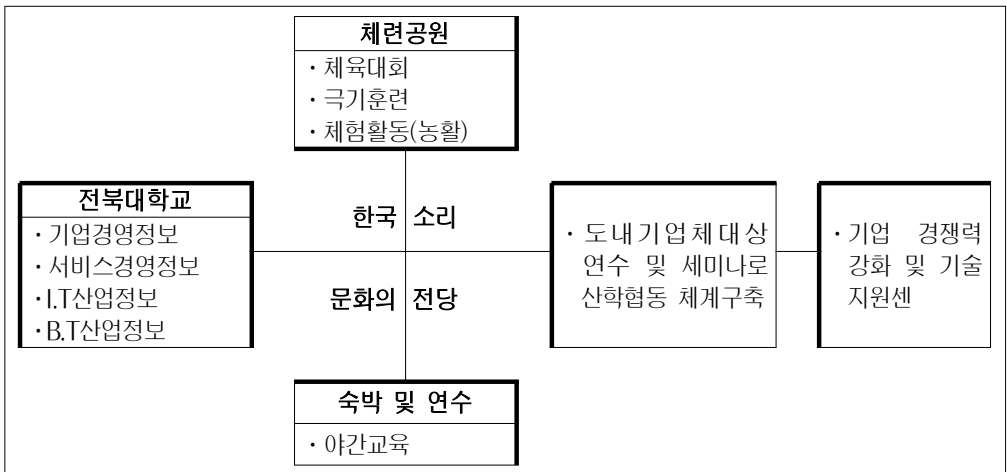 체련공원
· 체육대회
· 극기훈련
· 체험활동(농활)
전북대학교
· 기업경영정보
· 서비스경영정보
· I.T산업정보
· B.T산업정보
한국 소리
문화의 전당
· 도내기업체대상
연수 및 세미나로
산학협동 체계구축
· 기업 경쟁력
강화 및 기술
지원센
숙박 및 연수
· 야간교육